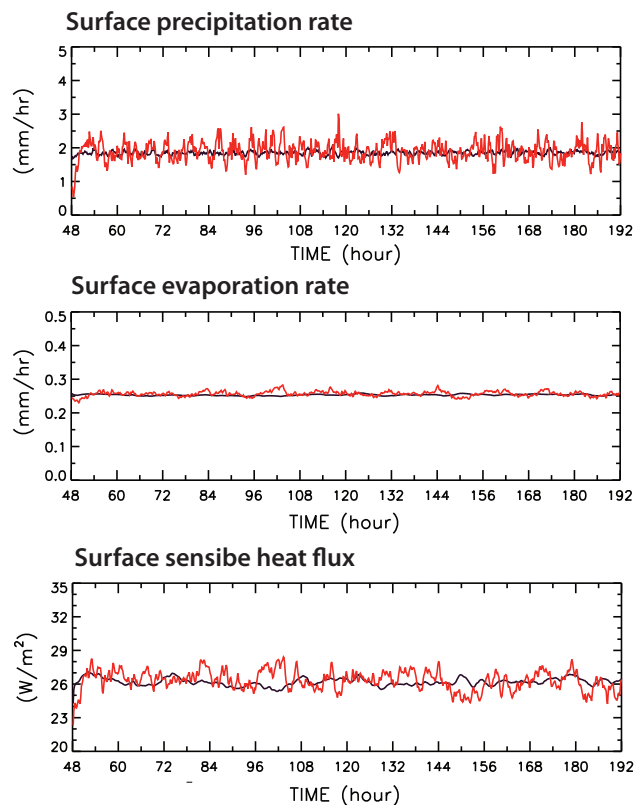 Surface precipitation rate
5
4
3
2
1
0
(mm/hr)
48 60 72 84 96 108 120 132 144 156 168 180 192
TIME (hour)
Surface evaporation rate
0.5
0.4
0.3
0.2
0.1
0.0
(mm/hr)
48 60 72 84 96 108 120 132 144 156 168 180 192
TIME (hour)
Surface sensibe heat flux
35
32
29
26
23
20
(W/m²)
48 60 72 84 96 108 120 132 144 156 168 180 192
TIME (hour)